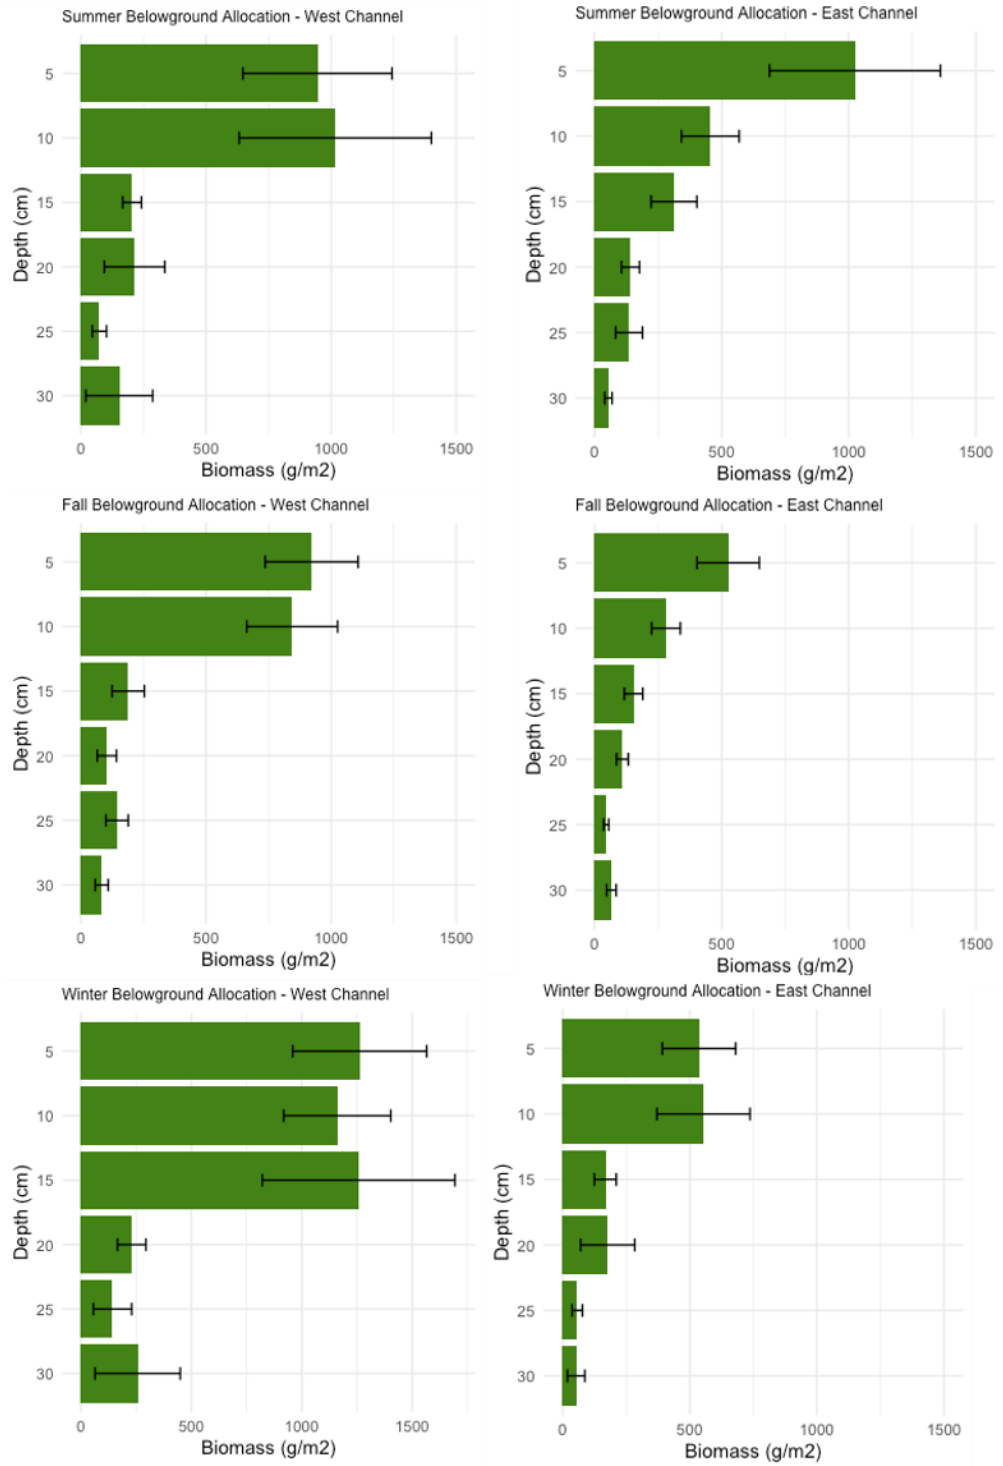 Summer Belowground Allocation - West Channel
Depth (cm)
5
10
15
20
25
30
0 500 1000 1500
Biomass (g/m2)
Summer Belowground Allocation - East Channel
Depth (cm)
5
10
15
20
25
30
0 500 1000 1500
Biomass (g/m2)
Fall Belowground Allocation - West Channel
Depth (cm)
5
10
15
20
25
30
0 500 1000 1500
Biomass (g/m2)
Fall Belowground Allocation - East Channel
Depth (cm)
5
10
15
20
25
30
0 500 1000 1500
Biomass (g/m2)
Winter Belowground Allocation - West Channel
Depth (cm)
5
10
15
20
25
30
0 500 1000 1500
Biomass (g/m2)
Winter Belowground Allocation - East Channel
Depth (cm)
5
10
15
20
25
30
0 500 1000 1500
Biomass (g/m2)